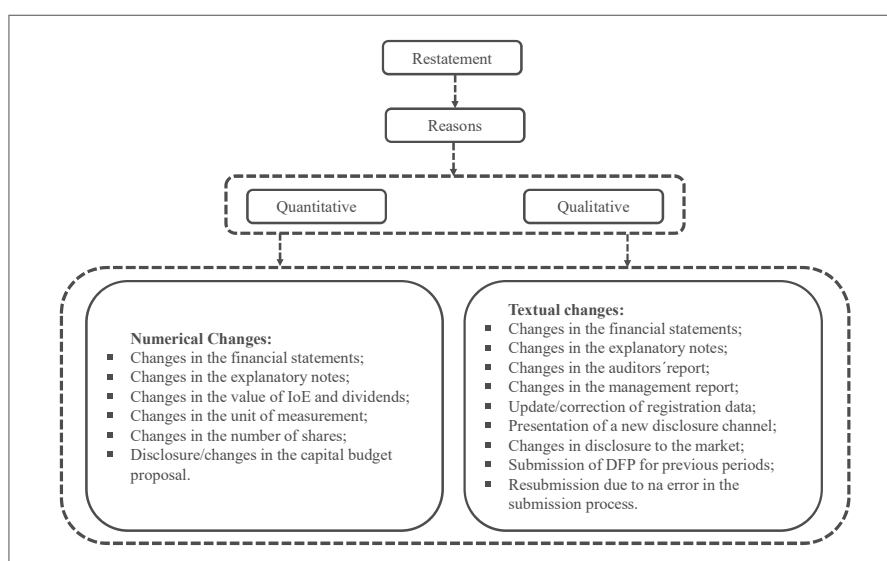 Restatement
Reasons
Quantitative
Qualitative
Numerical Changes:
▪ Changes in the financial statements;
▪ Changes in the explanatory notes;
▪ Changes in the value of IoE and dividends;
▪ Changes in the unit of measurement;
▪ Changes in the number of shares;
▪ Disclosure/changes in the capital budget
proposal.
Textual changes:
▪ Changes in the financial statements;
▪ Changes in the explanatory notes;
▪ Changes in the auditors´report;
▪ Changes in the management report;
▪ Update/correction of registration data;
▪ Presentation of a new disclosure channel;
▪ Changes in disclosure to the market;
▪ Submission of DFP for previous periods;
▪ Resubmission due to na error in the
submission process.